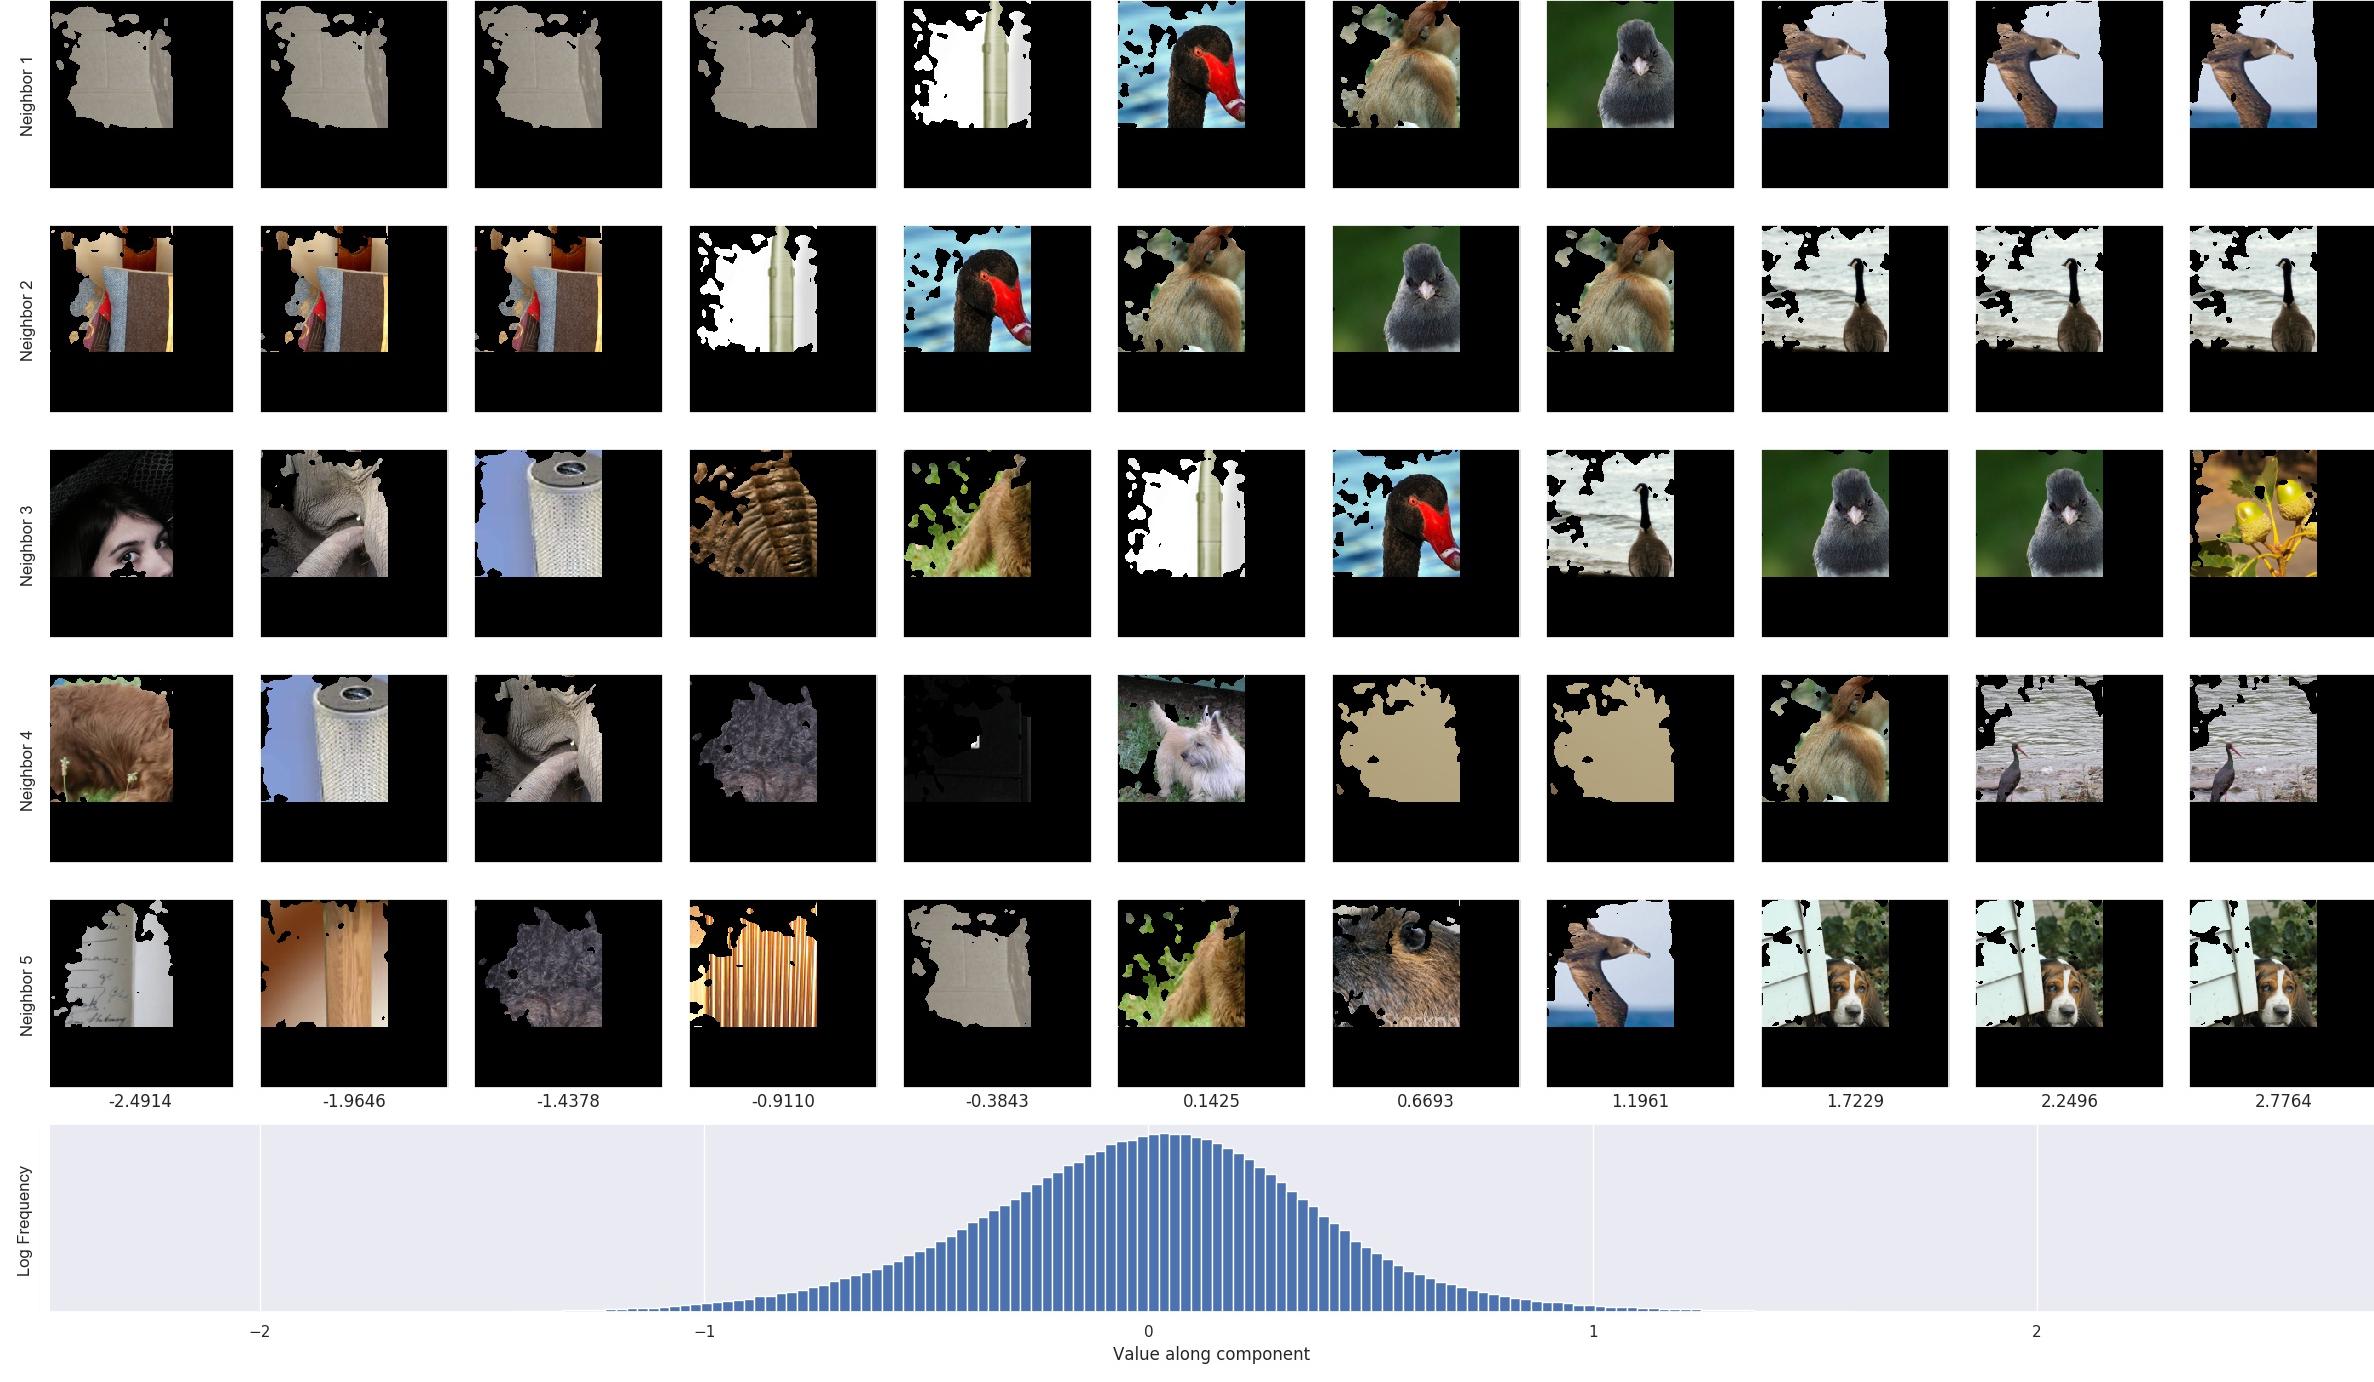 Neighbor 1
Neighbor 2
Neighbor 3
Neighbor 4
Neighbor 5
-2.4914 -1.9646 -1.4378 -0.9110 -0.3843 0.1425 0.6693 1.1961 1.7229 2.2496 2.7764
Log Frequency
−2 −1 0 1 2
Value along component